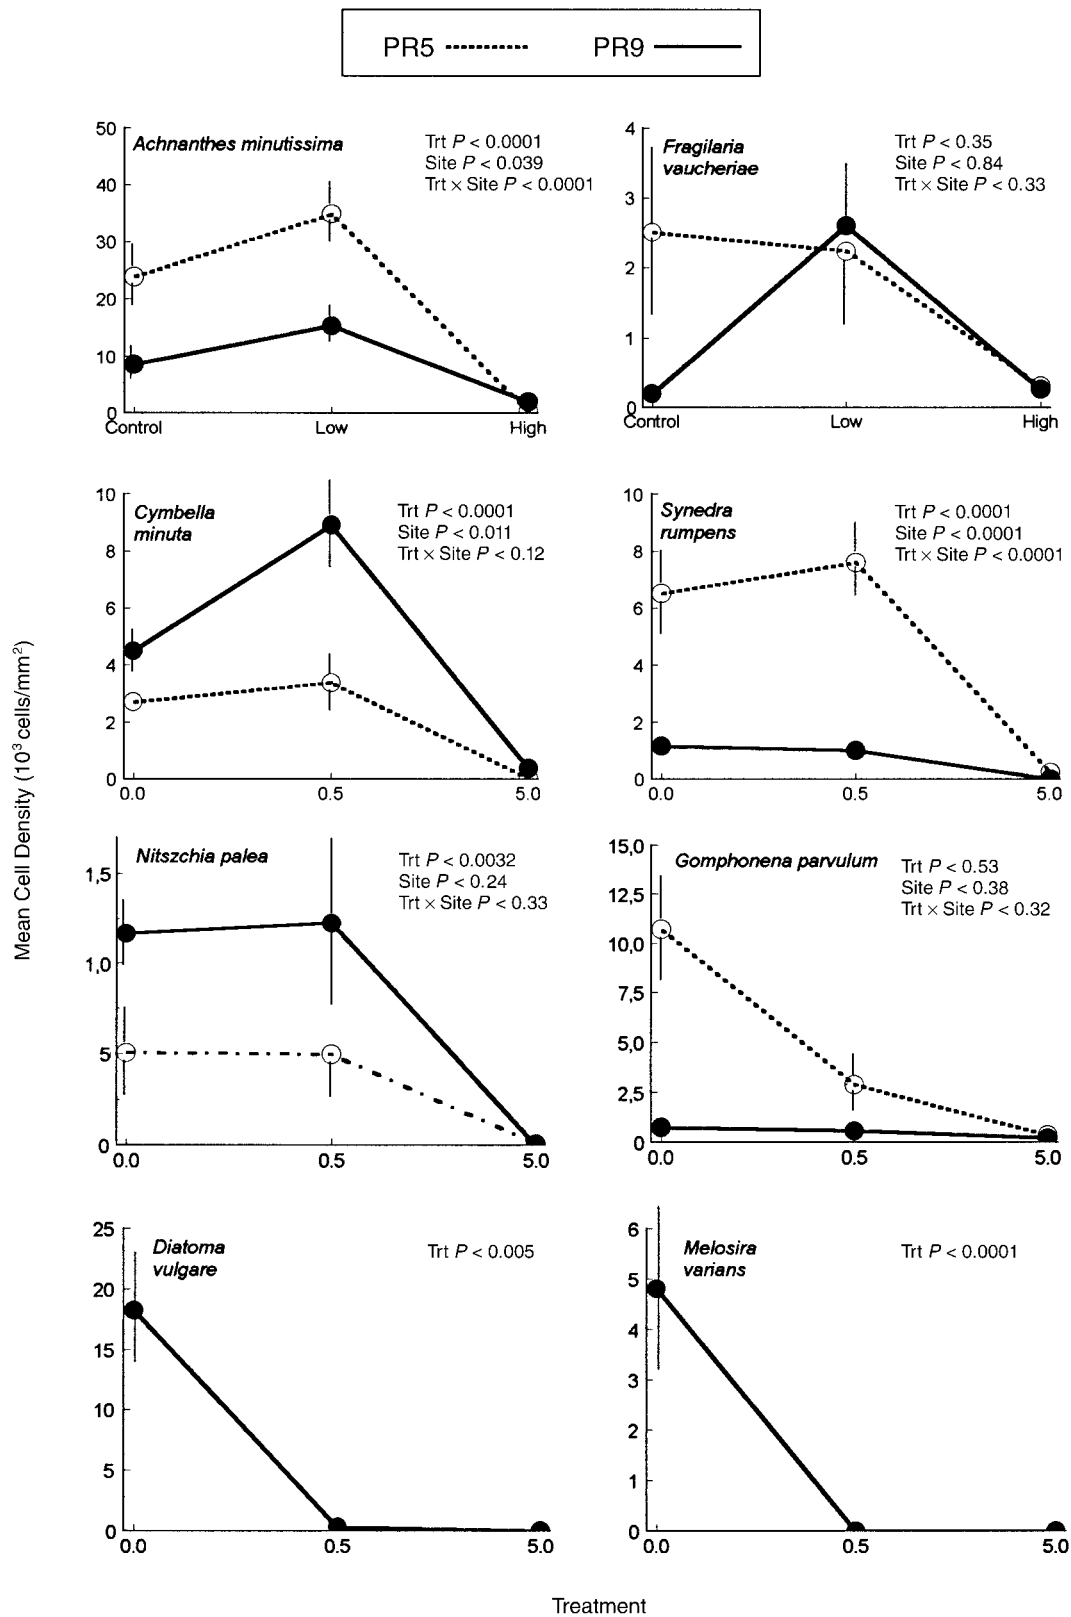 PR5 PR9
Achnanthes minutissima
Trt P < 0.0001
Site P < 0.039
Trt × Site P < 0.0001
50
40
30
20
10
0
Control Low High
Fragilaria
vaucheriae
Trt P < 0.35
Site P < 0.84
Trt × Site P < 0.33
4
3
2
1
0
Control Low High
Cymbella
minuta
Trt P < 0.0001
Site P < 0.011
Trt × Site P < 0.12
10
8
6
4
2
0
0.0 0.5 5.0
Synedra
rumpens
Trt P < 0.0001
Site P < 0.0001
Trt × Site P < 0.0001
10
8
6
4
2
0
0.0 0.5 5.0
Mean Cell Density (10³ cells/mm²)
Nitszchia palea
Trt P < 0.0032
Site P < 0.24
Trt × Site P < 0.33
1,5
1,0
5
0
0.0 0.5 5.0
Gomphonena parvulum
Trt P < 0.53
Site P < 0.38
Trt × Site P < 0.32
15,0
12,5
10,0
7,5
5,0
2,5
0
0.0 0.5 5.0
Diatoma
vulgare
Trt P < 0.005
25
20
15
10
5
0
0.0 0.5 5.0
Melosira
varians
Trt P < 0.0001
6
5
4
3
2
1
0
0.0 0.5 5.0
Treatment